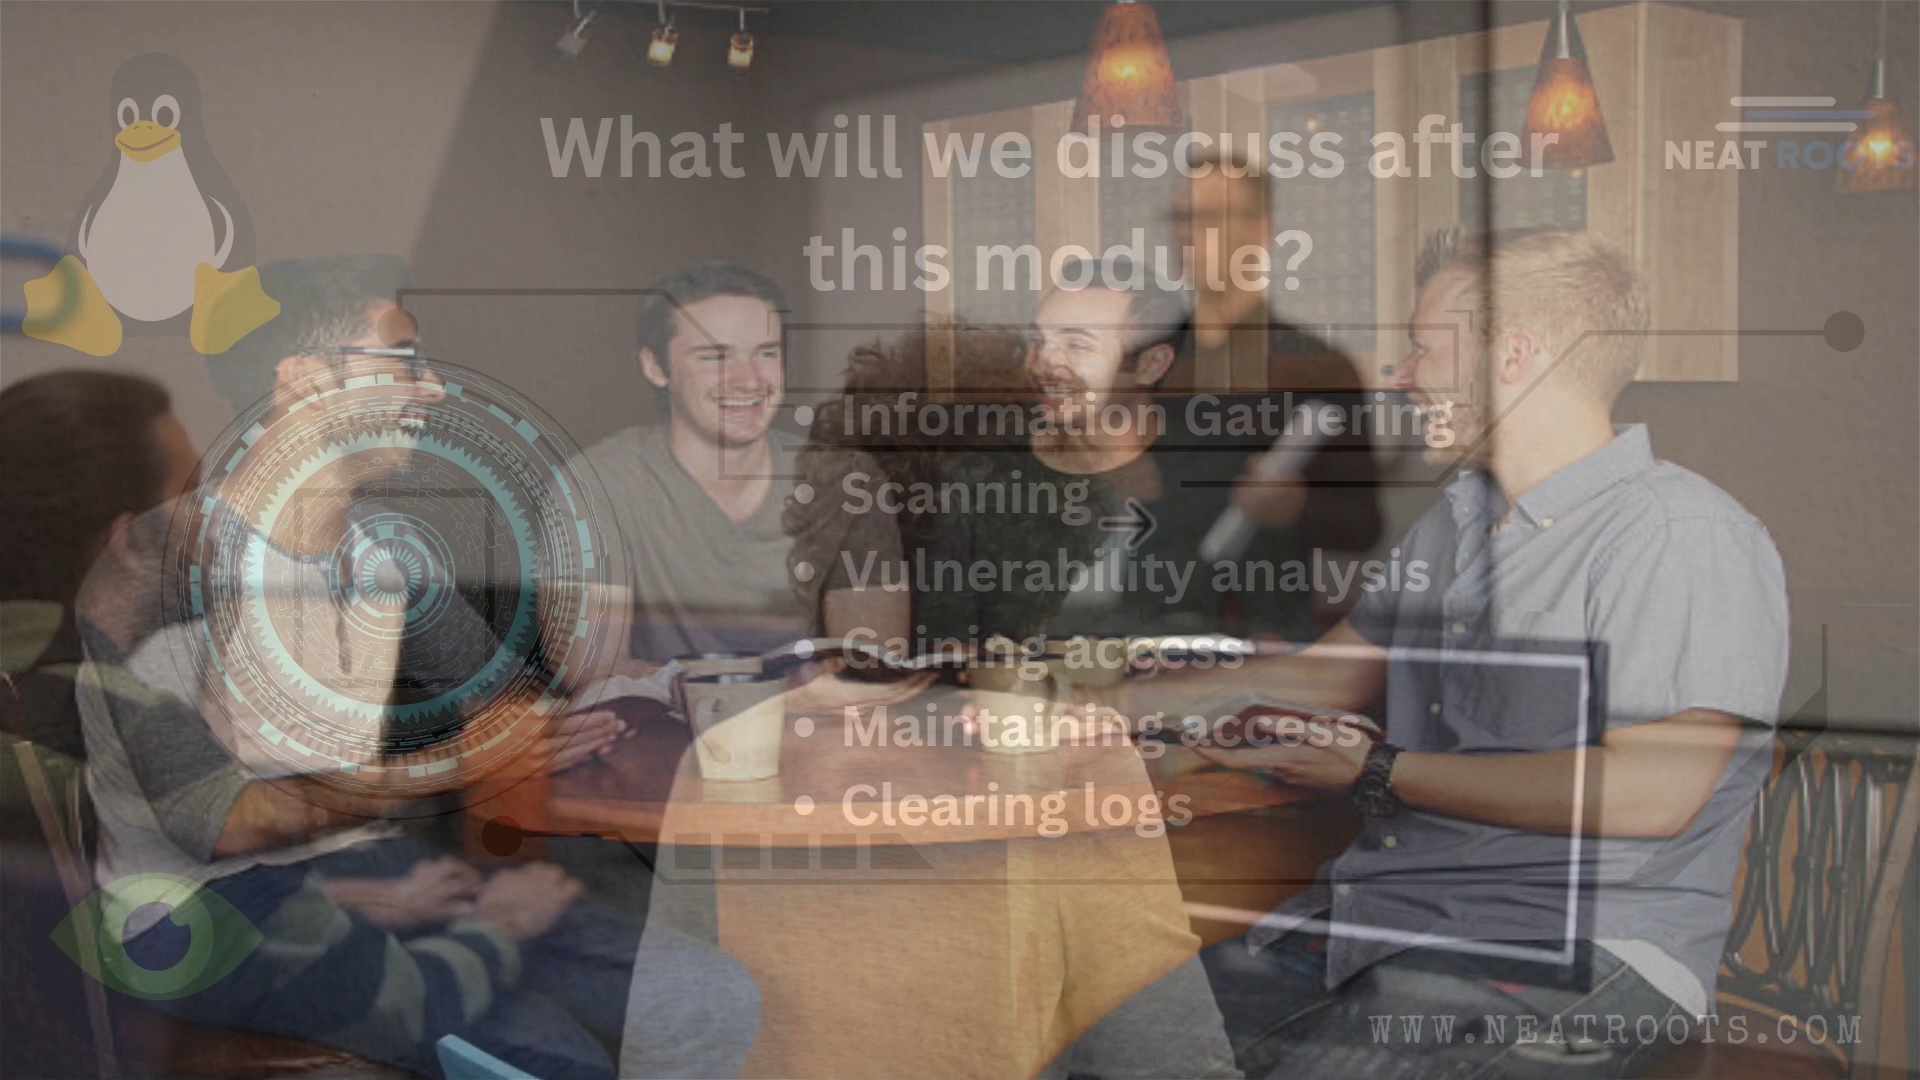 What will we discuss after
this module?
NEAT ROOTS
• Information Gathering
• Scanning
• Vulnerability analysis
• Gaining access
• Maintaining access
• Clearing logs
WWW.NEATROOTS.COM